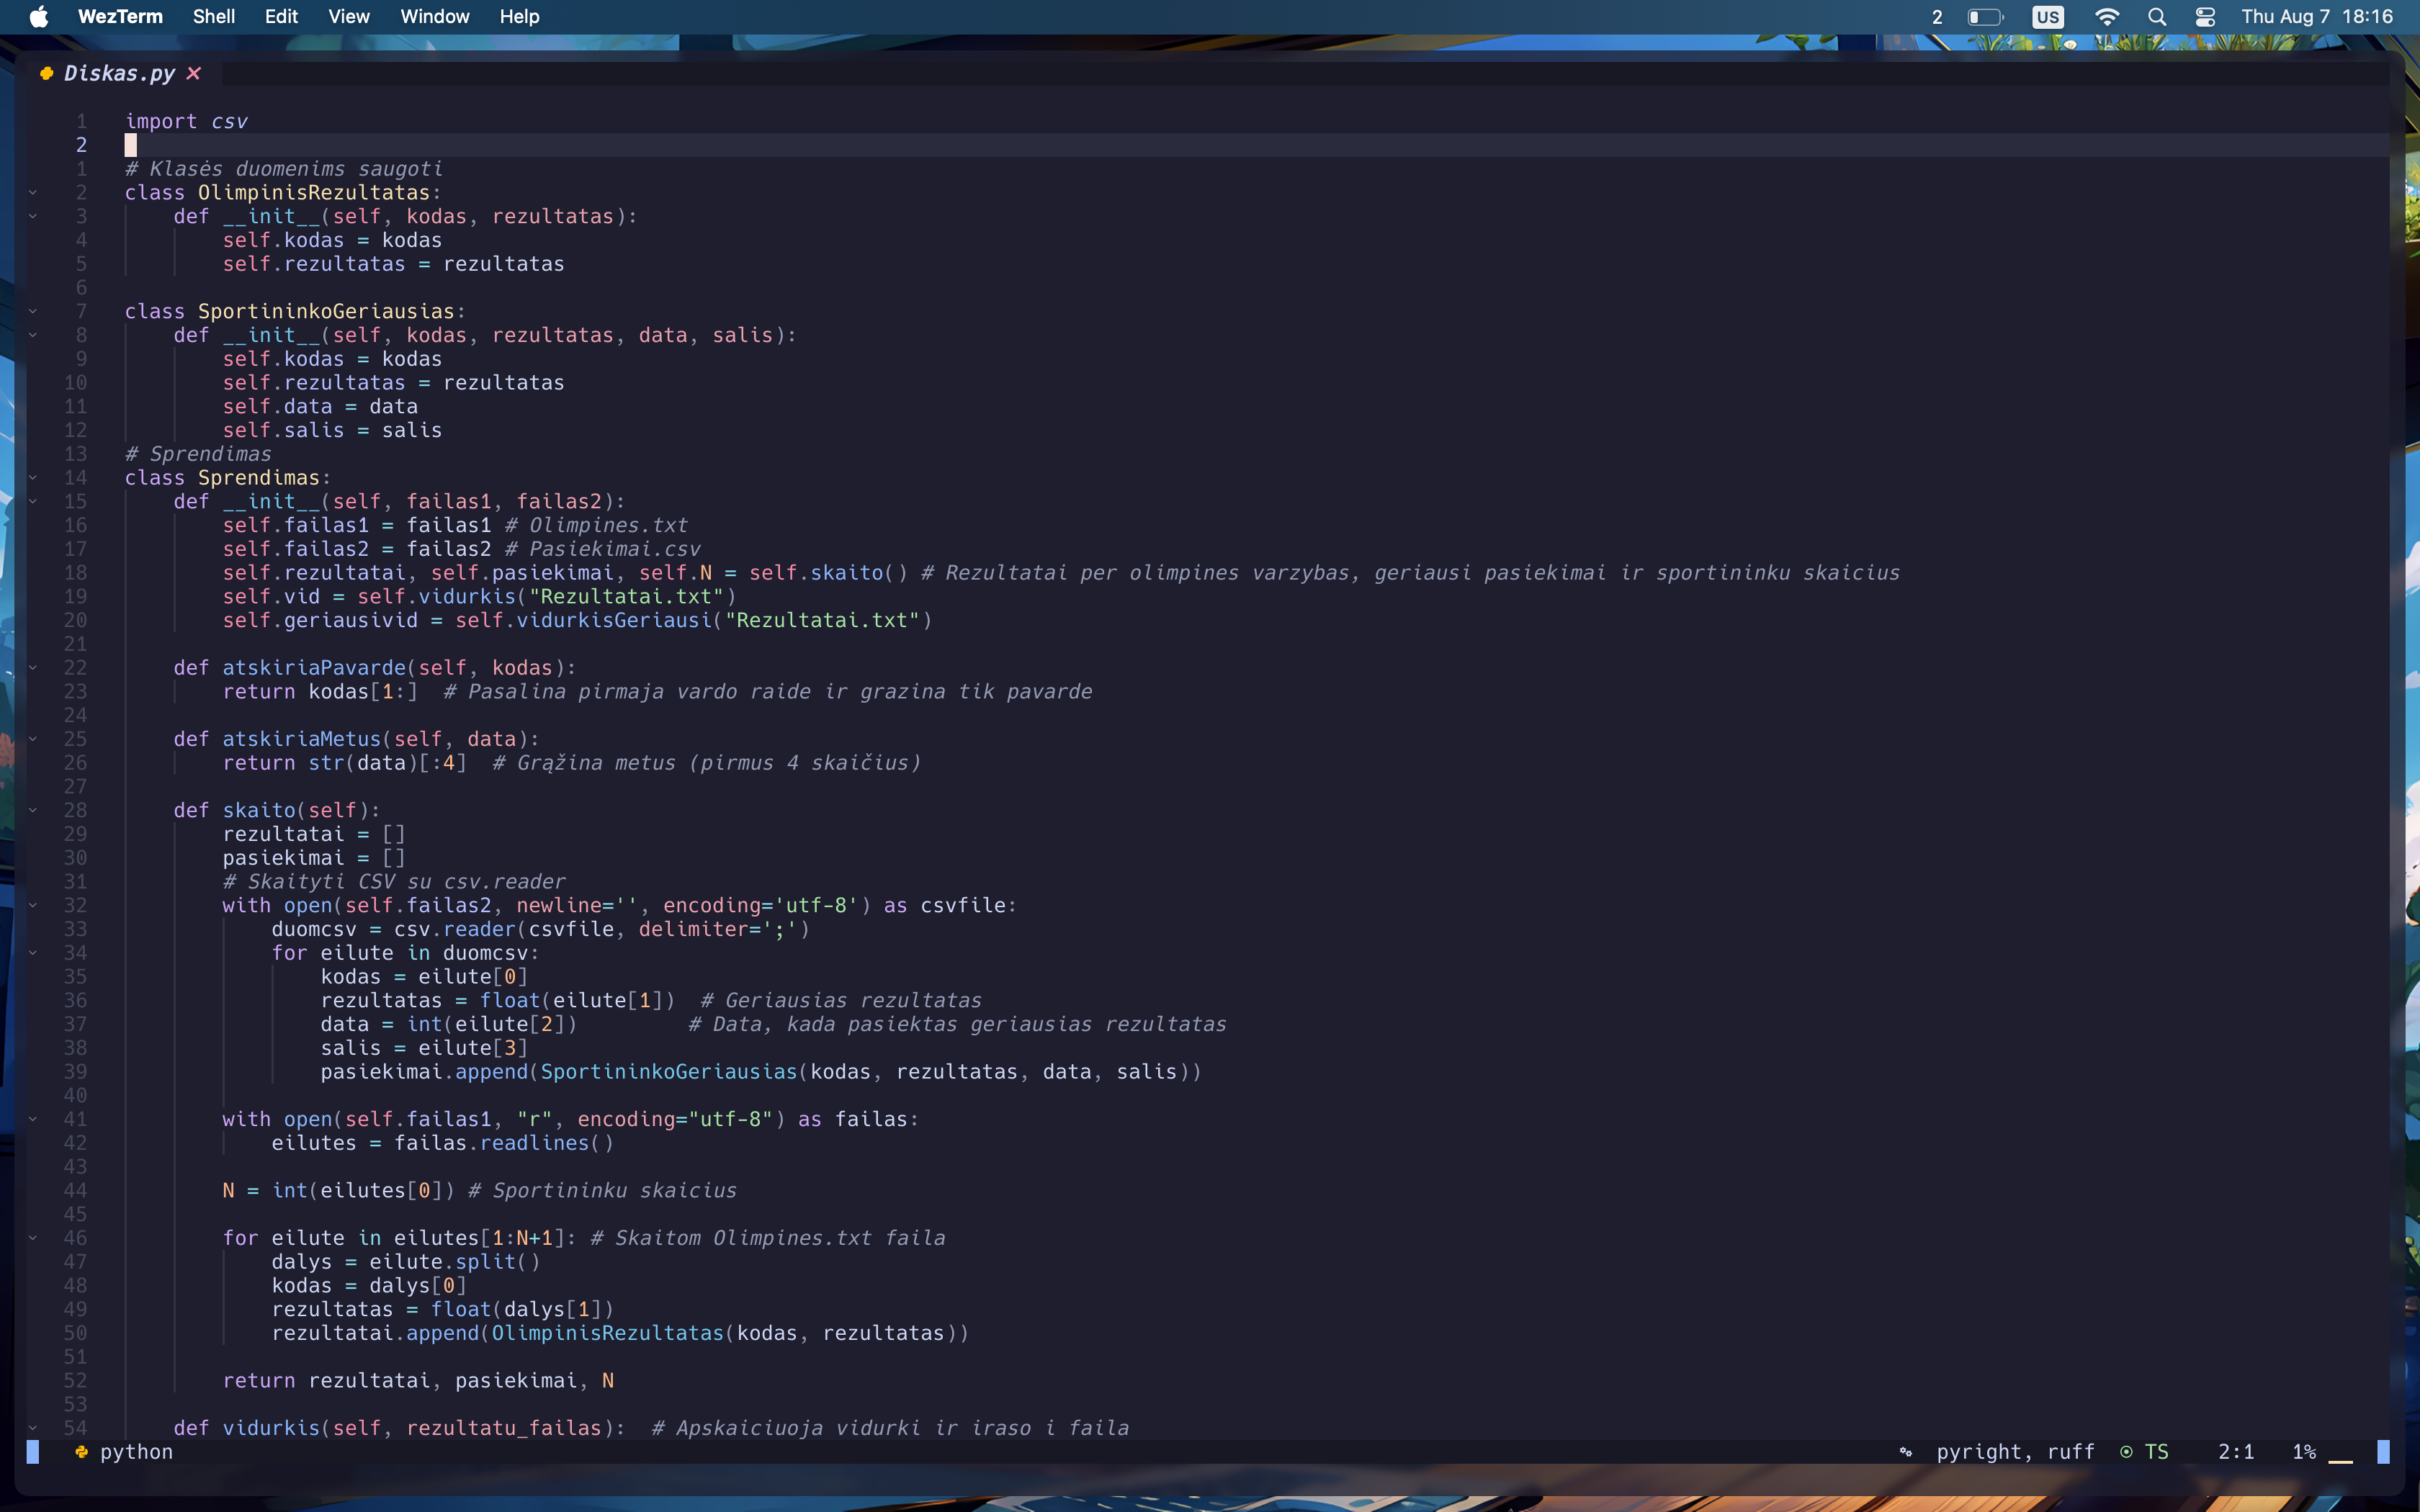 WezTerm Shell Edit View Window Help 2 US Thu Aug 7 18:16
Diskas.py ×
1 import csv
2
1 # Klasės duomenims saugoti
2 class OlimpinisRezultatas:
3     def __init__(self, kodas, rezultatas):
4         self.kodas = kodas
5         self.rezultatas = rezultatas
6
7 class SportininkoGeriausias:
8     def __init__(self, kodas, rezultatas, data, salis):
9         self.kodas = kodas
10         self.rezultatas = rezultatas
11         self.data = data
12         self.salis = salis
13 # Sprendimas
14 class Sprendimas:
15     def __init__(self, failas1, failas2):
16         self.failas1 = failas1 # Olimpines.txt
17         self.failas2 = failas2 # Pasiekimai.csv
18         self.rezultatai, self.pasiekimai, self.N = self.skaito() # Rezultatai per olimpines varzybas, geriausi pasiekimai ir sportininku skaicius
19         self.vid = self.vidurkis("Rezultatai.txt")
20         self.geriausivid = self.vidurkisGeriausi("Rezultatai.txt")
21
22     def atskiriaPavarde(self, kodas):
23         return kodas[1:]  # Pasalina pirmaja vardo raide ir grazina tik pavarde
24
25     def atskiriaMetus(self, data):
26         return str(data)[:4]  # Grąžina metus (pirmus 4 skaičius)
27
28     def skaito(self):
29         rezultatai = []
30         pasiekimai = []
31         # Skaityti CSV su csv.reader
32         with open(self.failas2, newline='', encoding='utf-8') as csvfile:
33             duomcsv = csv.reader(csvfile, delimiter=';')
34             for eilute in duomcsv:
35                 kodas = eilute[0]
36                 rezultatas = float(eilute[1])  # Geriausias rezultatas
37                 data = int(eilute[2])         # Data, kada pasiektas geriausias rezultatas
38                 salis = eilute[3]
39                 pasiekimai.append(SportininkoGeriausias(kodas, rezultatas, data, salis))
40
41         with open(self.failas1, "r", encoding="utf-8") as failas:
42             eilutes = failas.readlines()
43
44         N = int(eilutes[0]) # Sportininku skaicius
45
46         for eilute in eilutes[1:N+1]: # Skaitom Olimpines.txt faila
47             dalys = eilute.split()
48             kodas = dalys[0]
49             rezultatas = float(dalys[1])
50             rezultatai.append(OlimpinisRezultatas(kodas, rezultatas))
51
52         return rezultatai, pasiekimai, N
53
54     def vidurkis(self, rezultatu_failas):  # Apskaiciuoja vidurki ir iraso i faila
python pyright, ruff TS 2:1 1%